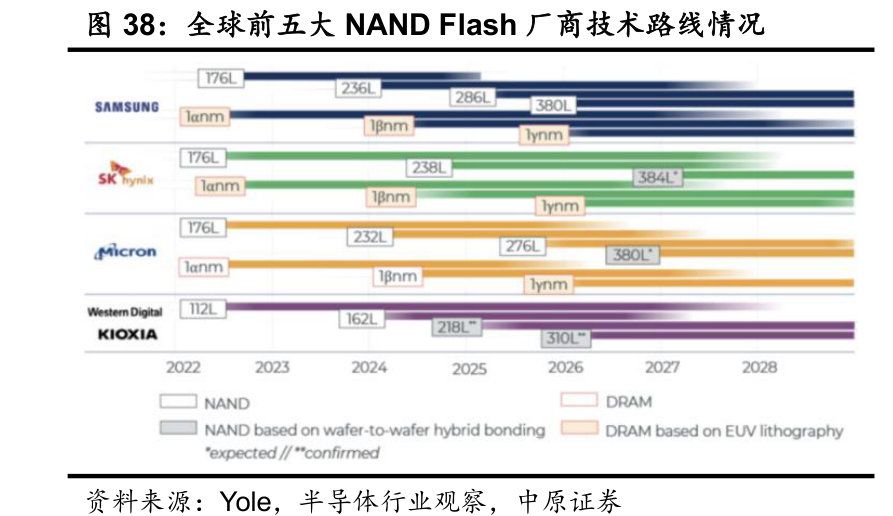 图 38：全球前五大 NAND Flash 厂商技术路线情况
SAMSUNG
176L
236L
286L
380L
1αnm
1βnm
1γnm
SK hynix
176L
238L
384L*
1αnm
1βnm
1γnm
Micron
176L
232L
276L
380L*
1αnm
1βnm
1γnm
Western Digital
KIOXIA
112L
162L
218L**
310L**
2022 2023 2024 2025 2026 2027 2028
NAND
DRAM
NAND based on wafer-to-wafer hybrid bonding
DRAM based on EUV lithography
*expected // **confirmed
资料来源：Yole，半导体行业观察，中原证券